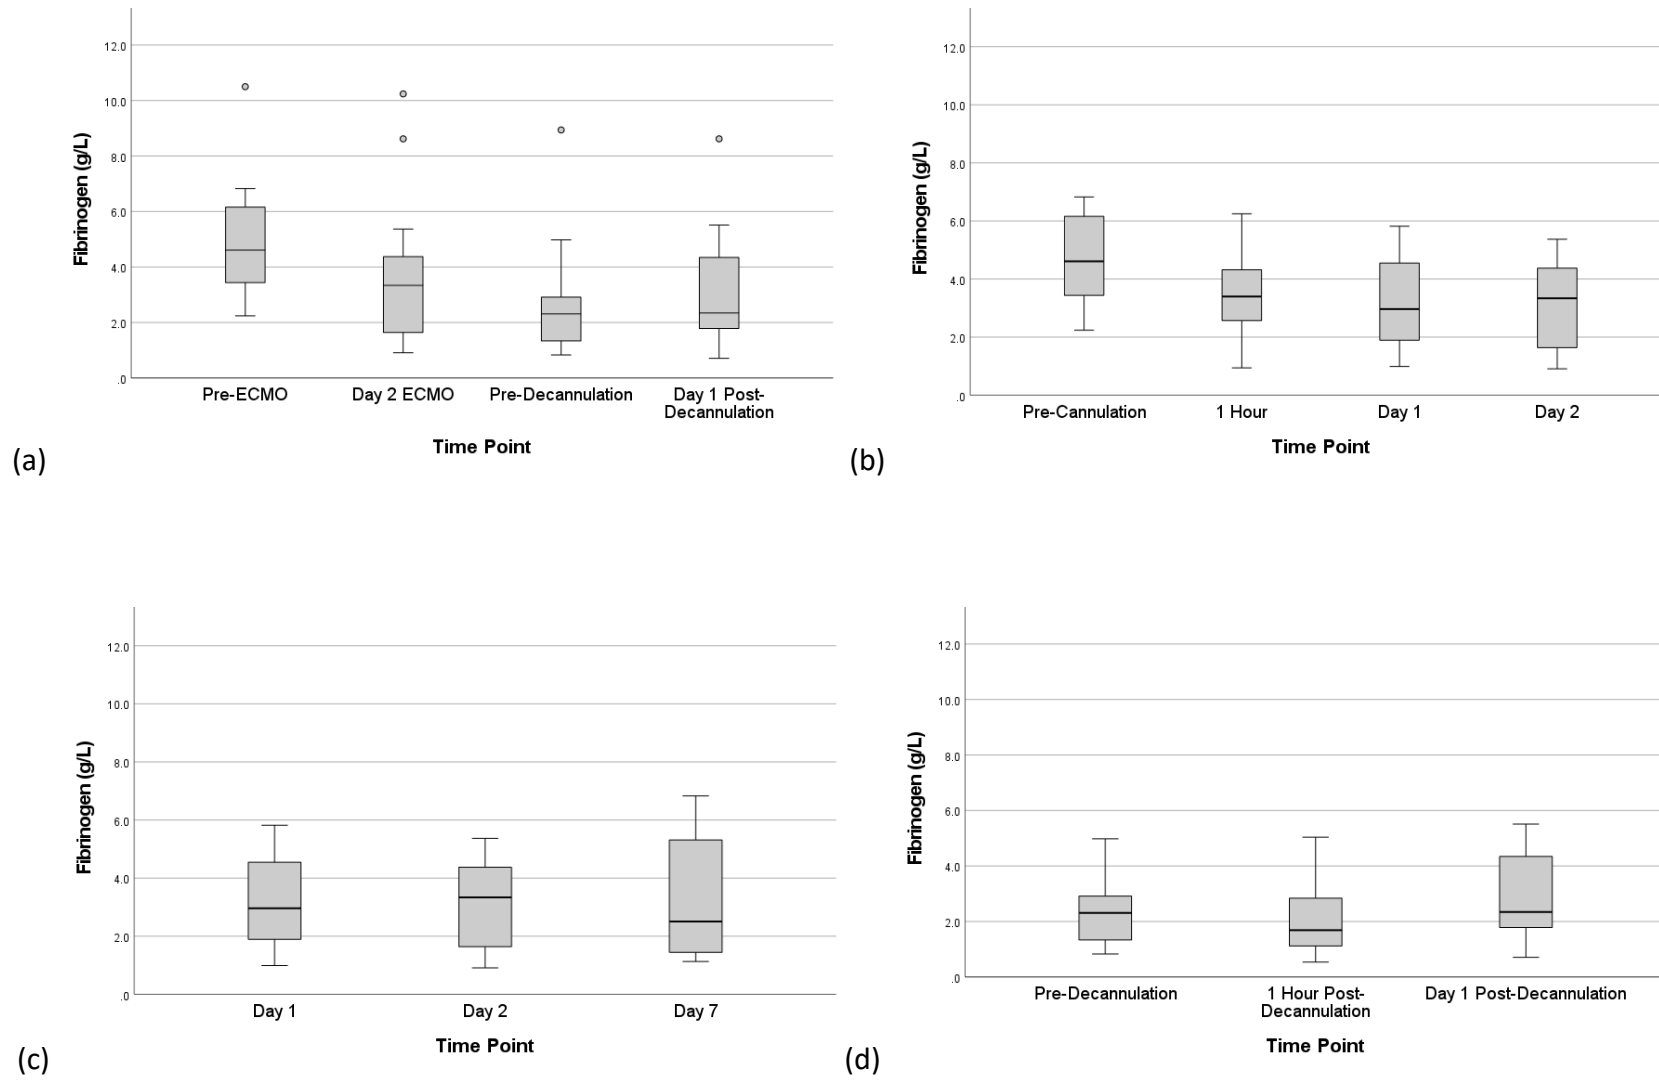 12.0
10.0
8.0
6.0
4.0
2.0
.0
Fibrinogen (g/L)
Pre-ECMO
Day 2 ECMO
Pre-Decannulation
Day 1 Post-
Decannulation
Time Point
(a)
12.0
10.0
8.0
6.0
4.0
2.0
.0
Fibrinogen (g/L)
Pre-Cannulation
1 Hour
Day 1
Day 2
Time Point
(b)
12.0
10.0
8.0
6.0
4.0
2.0
.0
Fibrinogen (g/L)
Day 1
Day 2
Day 7
Time Point
(c)
12.0
10.0
8.0
6.0
4.0
2.0
.0
Fibrinogen (g/L)
Pre-Decannulation
1 Hour Post-
Decannulation
Day 1 Post-Decannulation
Time Point
(d)